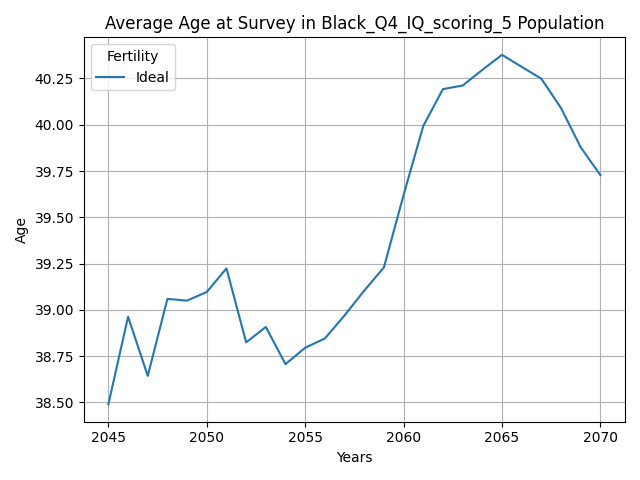 Average Age at Survey in Black_Q4_IQ_scoring_5 Population
Fertility
Ideal
40.25
40.00
39.75
39.50
39.25
39.00
38.75
38.50
Age
2045 2050 2055 2060 2065 2070
Years